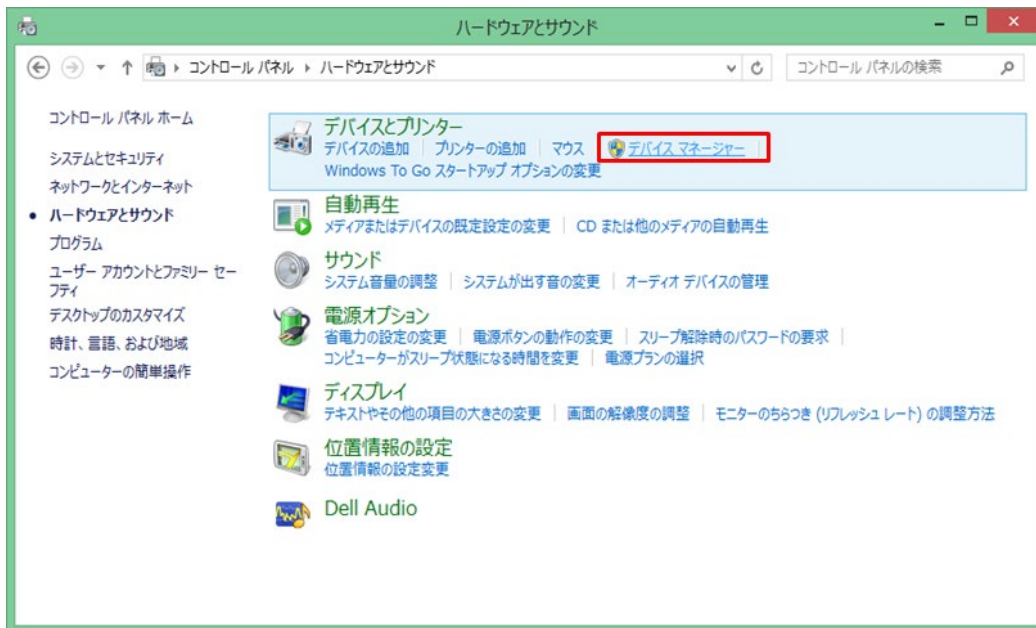 ハードウェアとサウンド
コントロール パネル ハードウェアとサウンド コントロール パネルの検索
コントロール パネル ホーム
システムとセキュリティ
ネットワークとインターネット
ハードウェアとサウンド
プログラム
ユーザー アカウントとファミリー セー
フティ
デスクトップのカスタマイズ
時計、言語、および地域
コンピューターの簡単操作
デバイスとプリンター
デバイスの追加 プリンターの追加 マウス デバイス マネージャー
Windows To Go スタートアップ オプションの変更
自動再生
メディアまたはデバイスの既定設定の変更 CD または他のメディアの自動再生
サウンド
システム音量の調整 システムが出す音の変更 オーディオ デバイスの管理
電源オプション
省電力の設定の変更 電源ボタンの動作の変更 スリープ解除時のパスワードの要求
コンピューターがスリープ状態になる時間を変更 電源プランの選択
ディスプレイ
テキストやその他の項目の大きさの変更 画面の解像度の調整 モニターのちらつき (リフレッシュ レート) の調整方法
位置情報の設定
位置情報の設定変更
Dell Audio